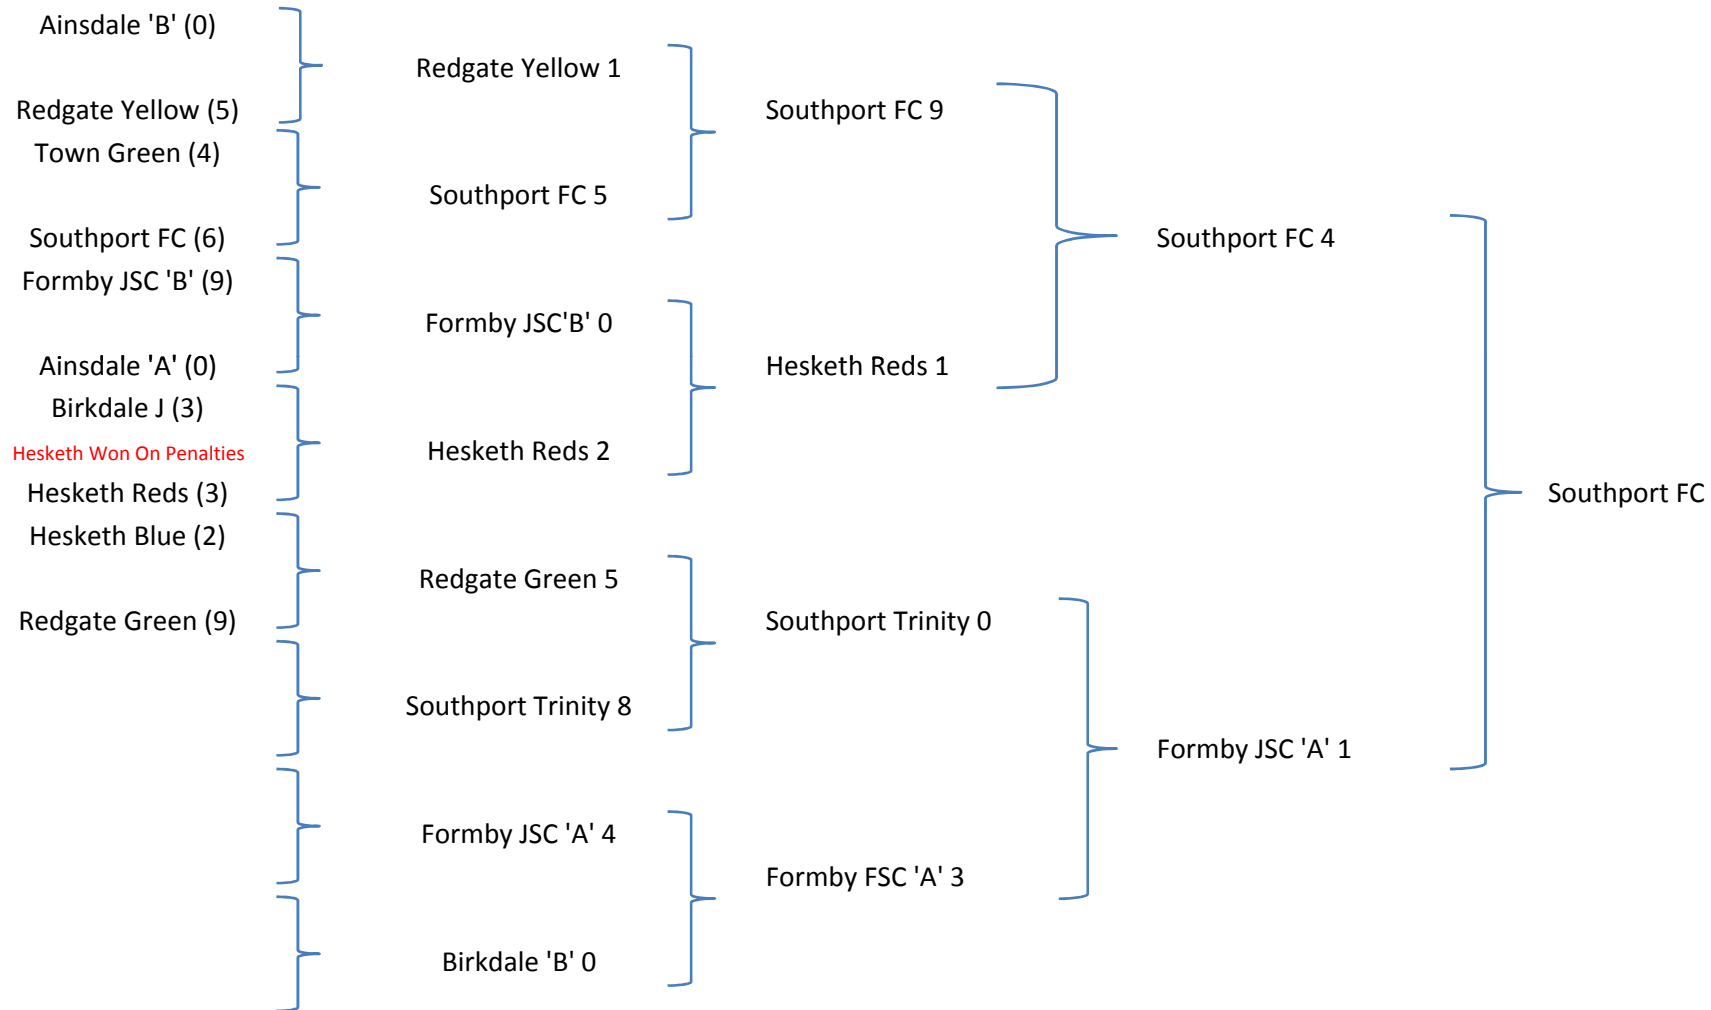 Ainsdale 'B' (0)
Redgate Yellow (5)
Town Green (4)
Southport FC (6)
Formby JSC 'B' (9)
Ainsdale 'A' (0)
Birkdale J (3)
Hesketh Won On Penalties
Hesketh Reds (3)
Hesketh Blue (2)
Redgate Green (9)
Redgate Yellow 1
Southport FC 5
Formby JSC'B' 0
Hesketh Reds 2
Redgate Green 5
Southport Trinity 8
Formby JSC 'A' 4
Birkdale 'B' 0
Southport FC 9
Hesketh Reds 1
Southport Trinity 0
Formby FSC 'A' 3
Southport FC 4
Formby JSC 'A' 1
Southport FC